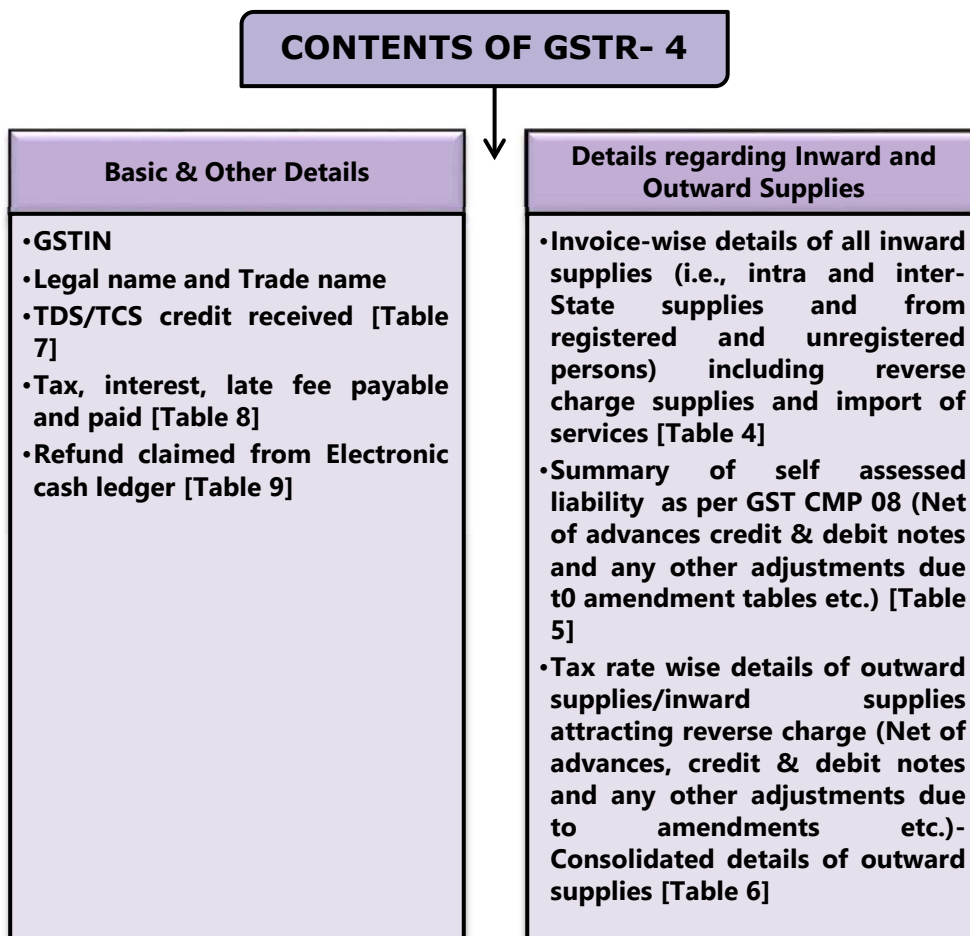 CONTENTS OF GSTR- 4
Basic & Other Details
•GSTIN
•Legal name and Trade name
•TDS/TCS credit received [Table
7]
•Tax, interest, late fee payable
and paid [Table 8]
•Refund claimed from Electronic
cash ledger [Table 9]
Details regarding Inward and
Outward Supplies
•Invoice-wise details of all inward
supplies (i.e., intra and inter-
State supplies and from
registered and unregistered
persons) including reverse
charge supplies and import of
services [Table 4]
•Summary of self assessed
liability as per GST CMP 08 (Net
of advances credit & debit notes
and any other adjustments due
t0 amendment tables etc.) [Table
5]
•Tax rate wise details of outward
supplies/inward supplies
attracting reverse charge (Net of
advances, credit & debit notes
and any other adjustments due
to amendments etc.)-
Consolidated details of outward
supplies [Table 6]